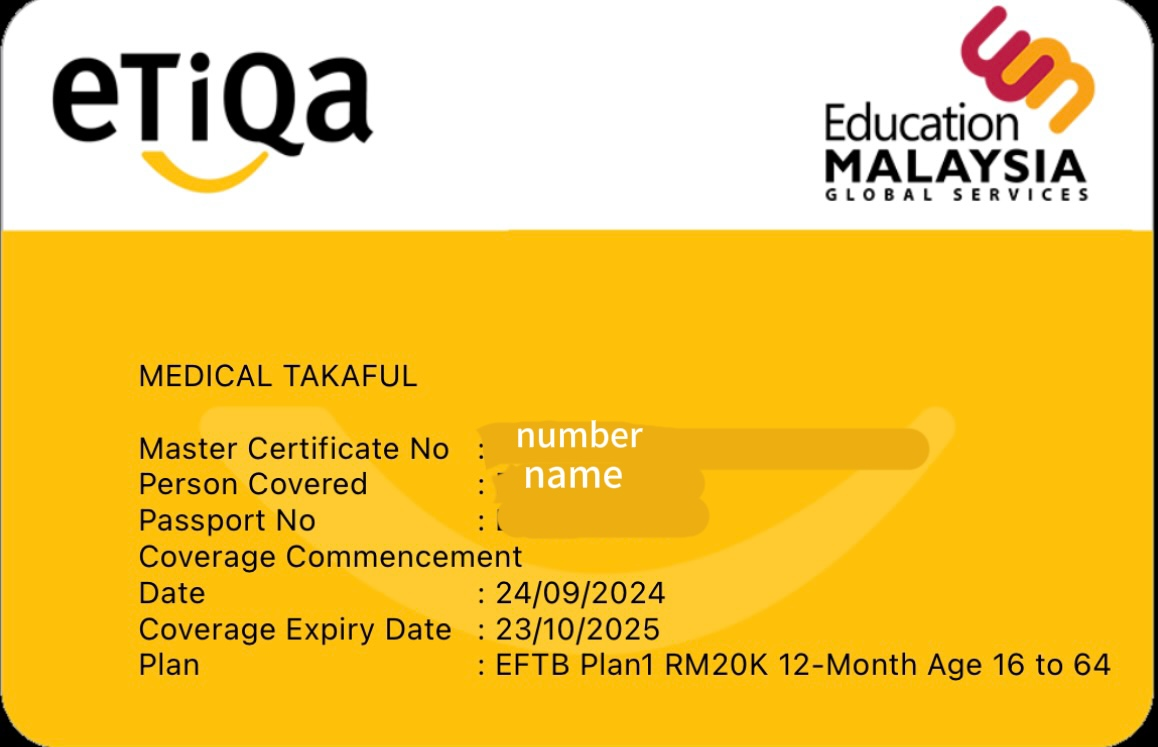 eTiQa
Education
MALAYSIA
GLOBAL SERVICES
MEDICAL TAKAFUL
Master Certificate No : number
Person Covered : name
Passport No :
Coverage Commencement
Date : 24/09/2024
Coverage Expiry Date : 23/10/2025
Plan : EFTB Plan1 RM20K 12-Month Age 16 to 64